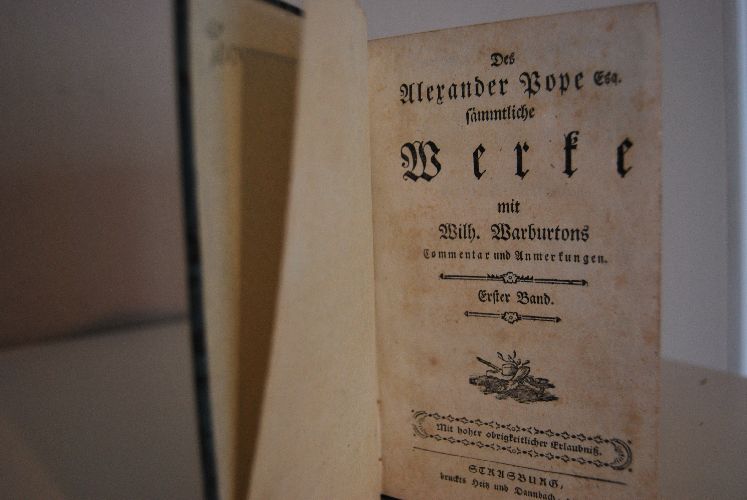 Des
Alexander Pope Esq.
sämmtliche
Werke
mit
Wilh. Warburtons
Commentar und Anmerkungen.
Erster Band.
Mit hoher obrigkeitlicher Erlaubniß.
STRASBURG,
druckts Heitz und Dannbach